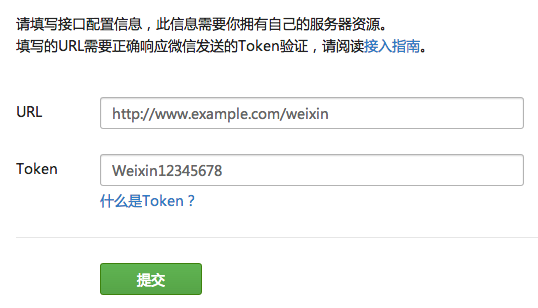 请填写接口配置信息，此信息需要你拥有自己的服务器资源。
填写的URL需要正确响应微信发送的Token验证，请阅读接入指南。
URL
http://www.example.com/weixin
Token
Weixin12345678
什么是Token？
提交